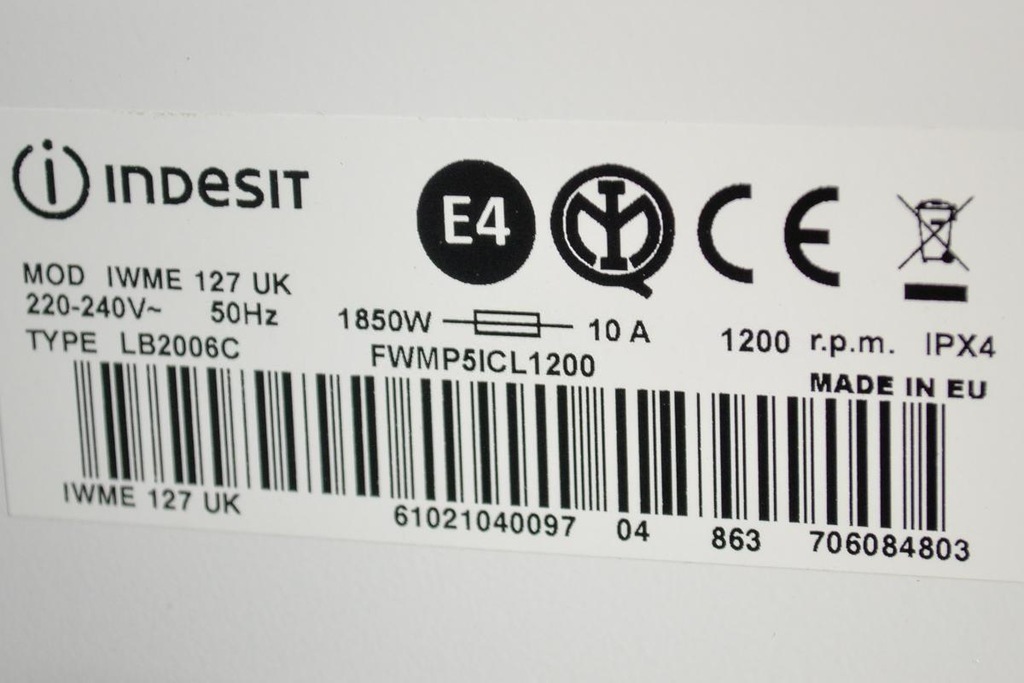 INDESIT
E4
MOD IWME 127 UK
220-240V~ 50Hz
1850W 10 A
1200 r.p.m. IPX4
TYPE LB2006C
FWMP5ICL1200
MADE IN EU
IWME 127 UK
61021040097 04 863 706084803